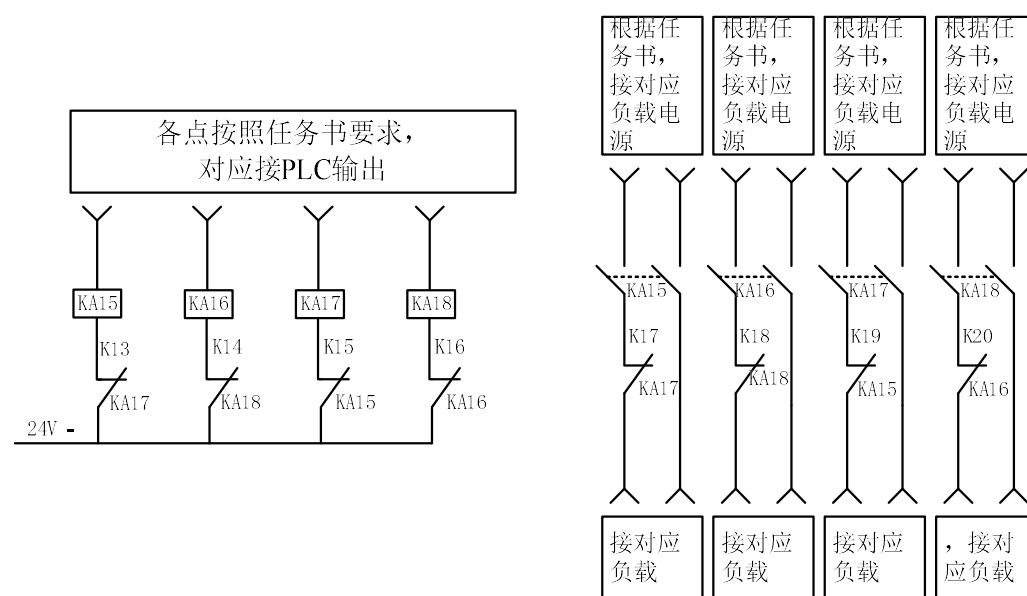 各点按照任务书要求，
对应接PLC输出
KA15
KA16
KA17
KA18
K13
K14
K15
K16
KA17
KA18
KA15
KA16
24V -
根据任
务书，
接对应
负载电
源
根据任
务书，
接对应
负载电
源
根据任
务书，
接对应
负载电
源
根据任
务书，
接对应
负载电
源
KA15
KA16
KA17
KA18
K17
K18
K19
K20
KA17
KA18
KA15
KA16
接对应
负载
接对应
负载
接对应
负载
，接对
应负载